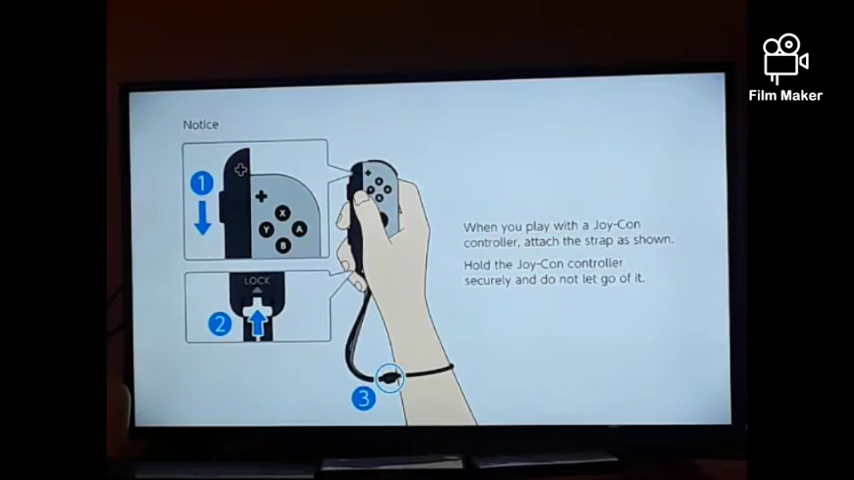 Film Maker
Notice
1
X
Y
A
B
LOCK
2
3
When you play with a Joy-Con
controller, attach the strap as shown.
Hold the Joy-Con controller
securely and do not let go of it.